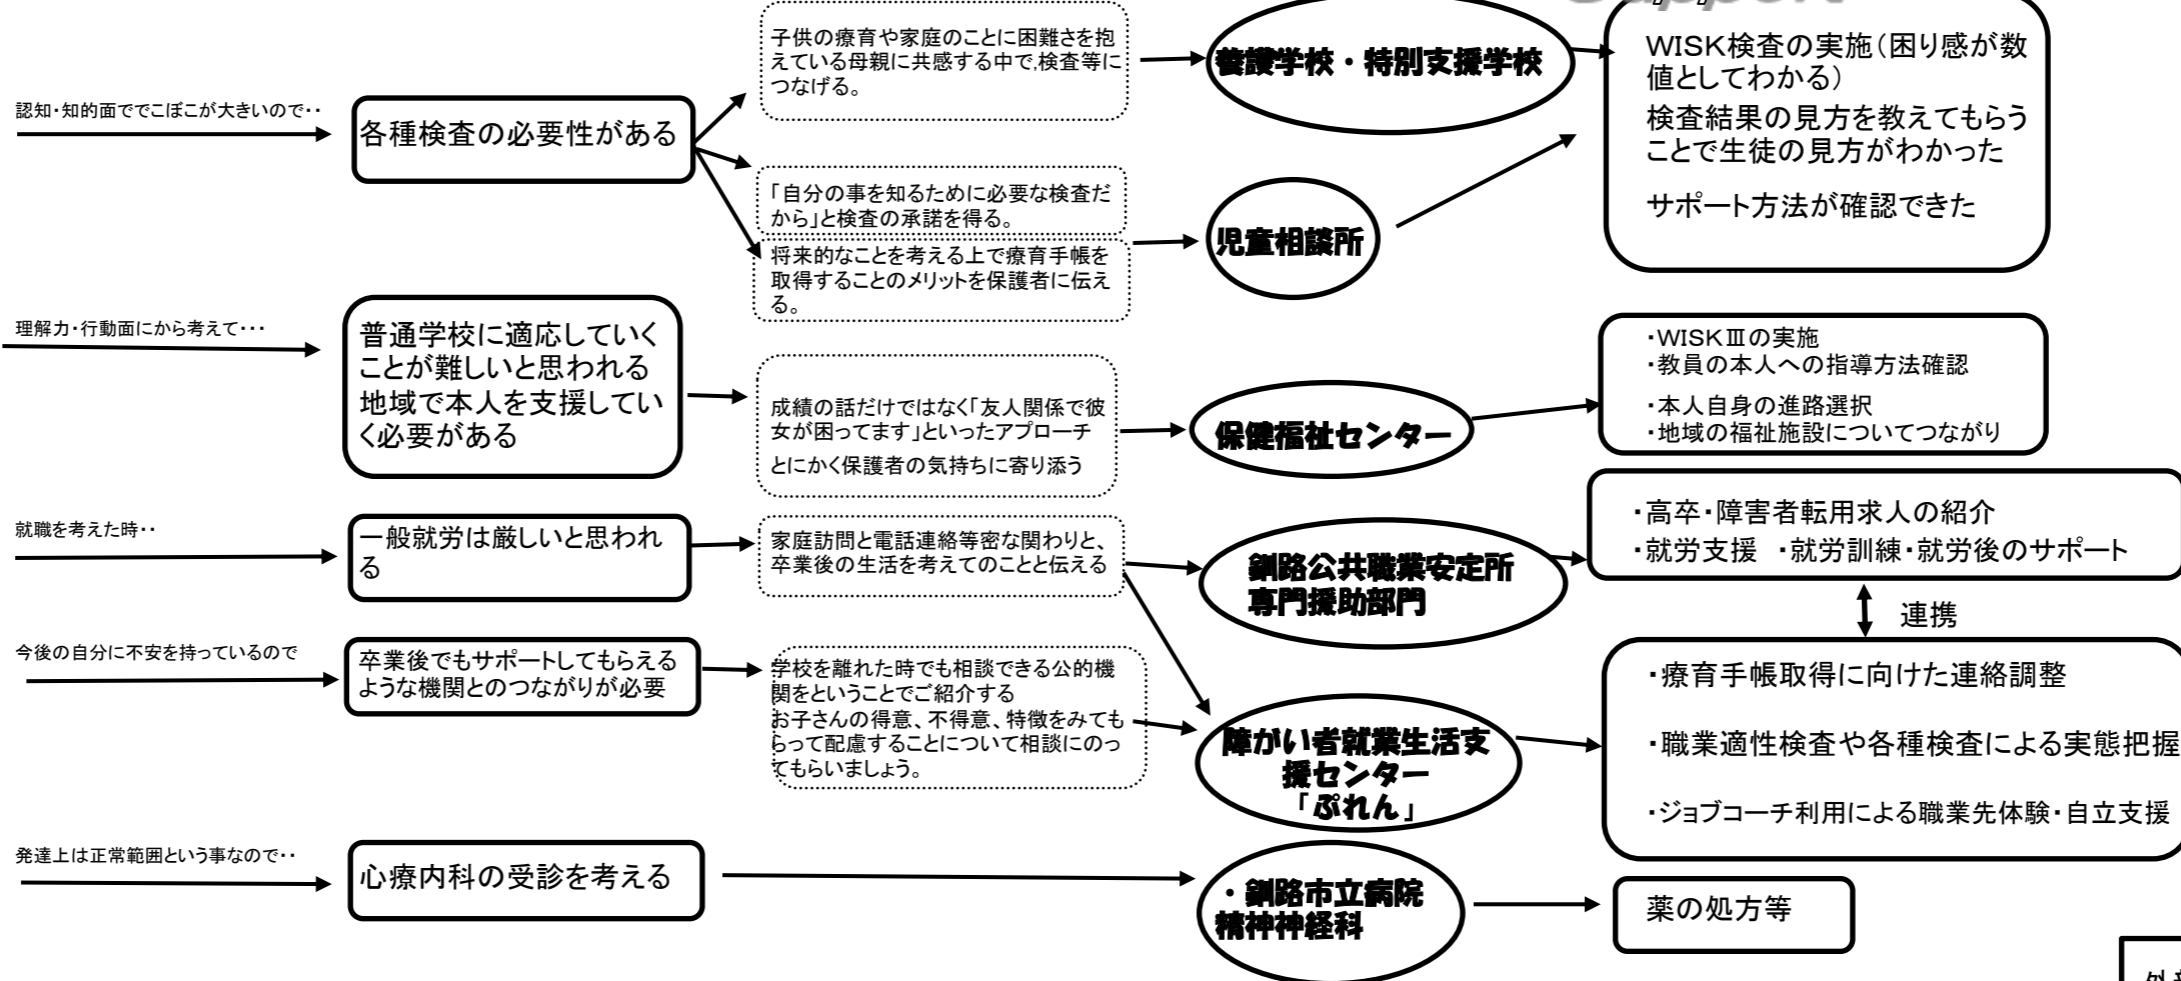 Support
認知・知的面ででこぼこが大きいので‥
各種検査の必要性がある
子供の療育や家庭のことに困難さを抱
えている母親に共感する中で,検査等に
つなげる。
「自分の事を知るために必要な検査だ
から」と検査の承諾を得る。
将来的なことを考える上で療育手帳を
取得することのメリットを保護者に伝え
る。
養護学校・特別支援学校
児童相談所
WISK検査の実施(困り感が数
値としてわかる)
検査結果の見方を教えてもらう
ことで生徒の見方がわかった
サポート方法が確認できた
理解力・行動面にから考えて・・・
普通学校に適応していく
ことが難しいと思われる
地域で本人を支援してい
く必要がある
成績の話だけではなく「友人関係で彼
女が困ってます」といったアプローチ
とにかく保護者の気持ちに寄り添う
保健福祉センター
・WISKⅢの実施
・教員の本人への指導方法確認
・本人自身の進路選択
・地域の福祉施設についてつながり
就職を考えた時‥
一般就労は厳しいと思われ
る
家庭訪問と電話連絡等密な関わりと、
卒業後の生活を考えてのことと伝える
釧路公共職業安定所
専門援助部門
・高卒・障害者転用求人の紹介
・就労支援 ・就労訓練・就労後のサポート
連携
今後の自分に不安を持っているので
卒業後でもサポートしてもらえる
ような機関とのつながりが必要
学校を離れた時でも相談できる公的機
関をということでご紹介する
お子さんの得意、不得意、特徴をみても
らって配慮することについて相談にのっ
てもらいましょう。
障がい者就業生活支
援センター
「ぷれん」
・療育手帳取得に向けた連絡調整
・職業適性検査や各種検査による実態把握
・ジョブコーチ利用による職業先体験・自立支援
発達上は正常範囲という事なので‥
心療内科の受診を考える
・釧路市立病院
精神神経科
薬の処方等